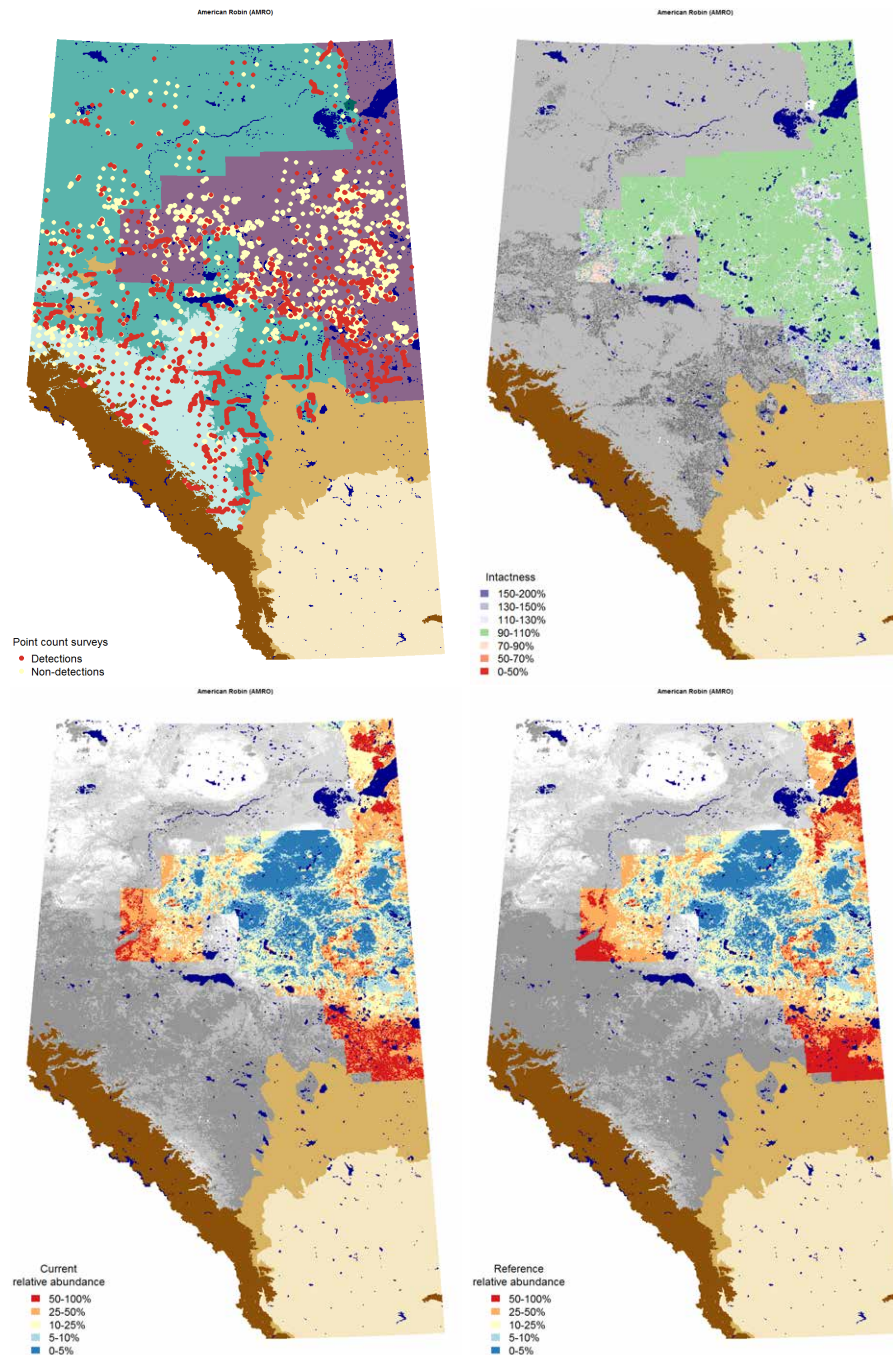 American Robin (AMRO)
Point count surveys
Detections
Non-detections
American Robin (AMRO)
Intactness
150-200%
130-150%
110-130%
90-110%
70-90%
50-70%
0-50%
American Robin (AMRO)
Current
relative abundance
50-100%
25-50%
10-25%
5-10%
0-5%
American Robin (AMRO)
Reference
relative abundance
50-100%
25-50%
10-25%
5-10%
0-5%